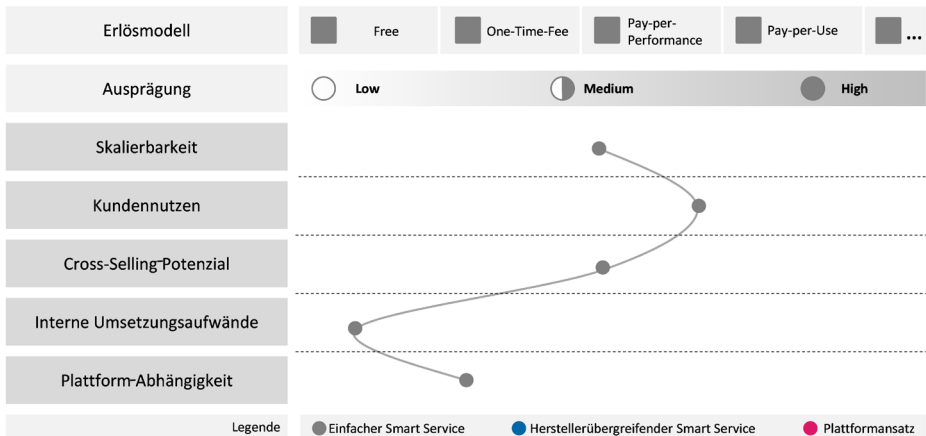 Erlösmodell
Free
One-Time-Fee
Pay-per-
Performance
Pay-per-Use
...
Ausprägung
Low
Medium
High
Skalierbarkeit
Kundennutzen
Cross-Selling-Potenzial
Interne Umsetzungsaufwände
Plattform-Abhängigkeit
Legende
Einfacher Smart Service
Herstellerübergreifender Smart Service
Plattformansatz